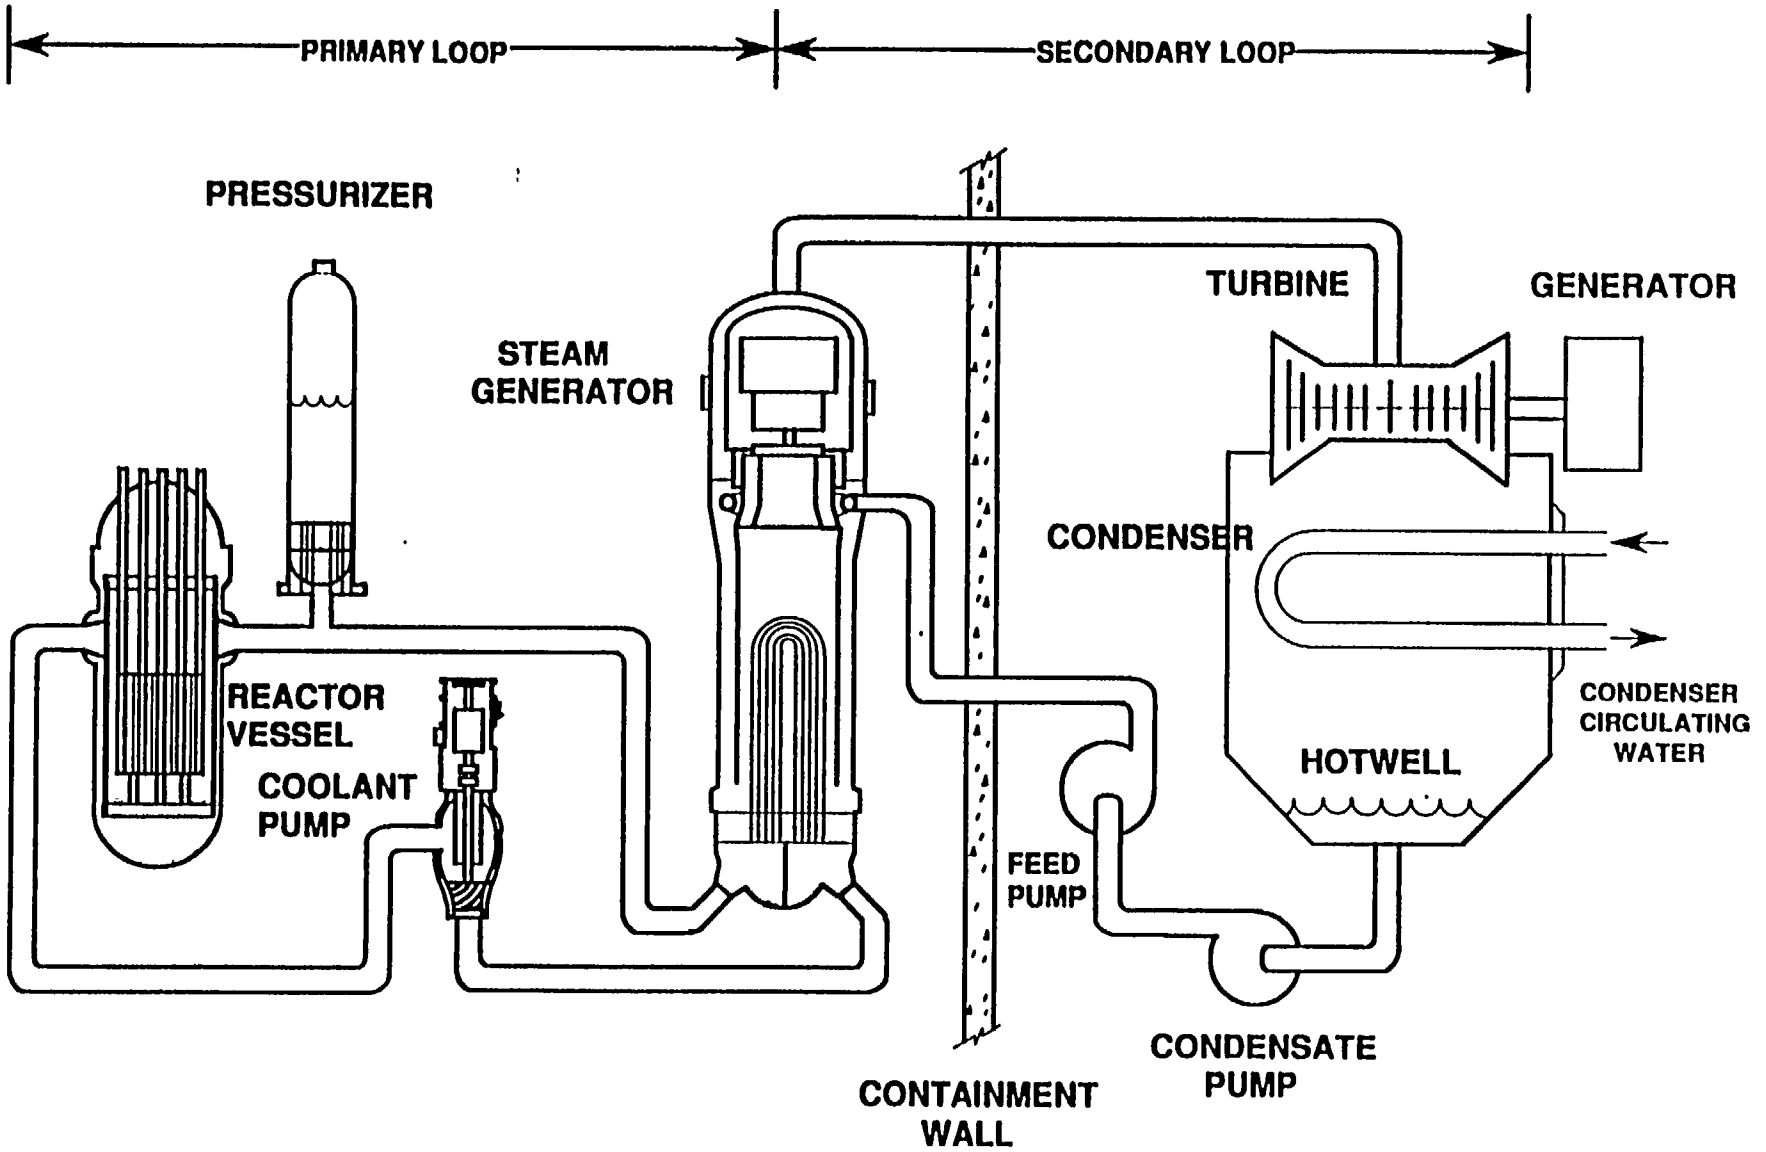 PRIMARY LOOP
SECONDARY LOOP
PRESSURIZER
TURBINE
GENERATOR
STEAM
GENERATOR
CONDENSER
REACTOR
VESSEL
COOLANT
PUMP
CONDENSER
CIRCULATING
WATER
HOTWELL
FEED
PUMP
CONDENSATE
PUMP
CONTAINMENT
WALL